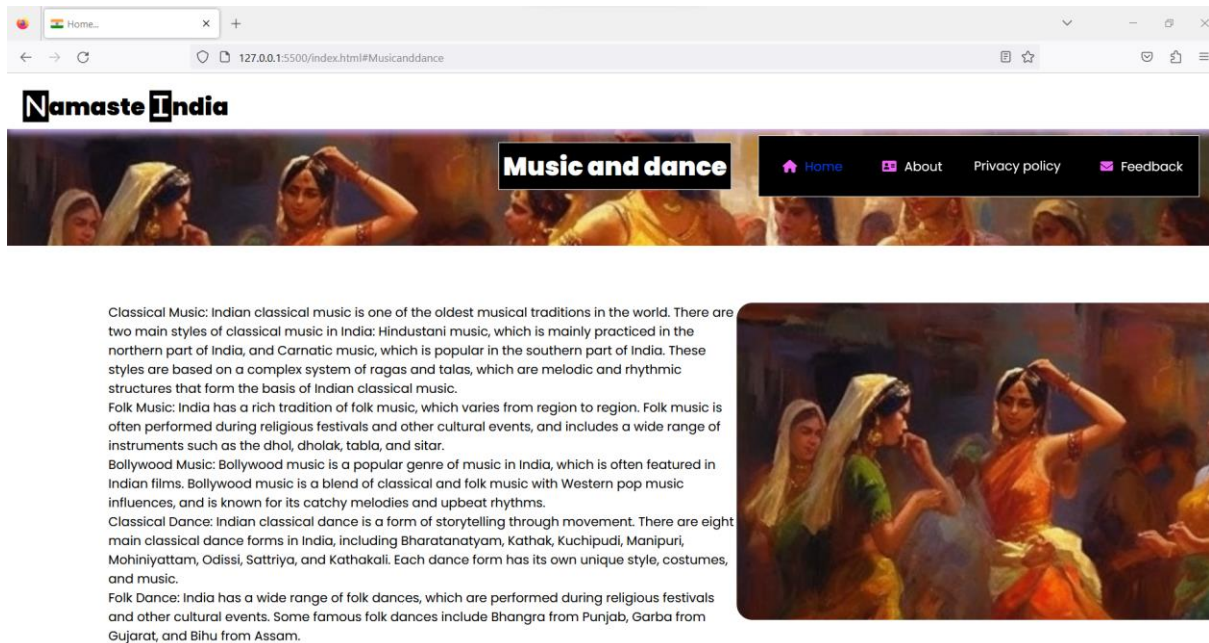 Home...
127.0.0.1:5500/index.html#Musicanddance
Namaste India
Music and dance
Home
About
Privacy policy
Feedback
Classical Music: Indian classical music is one of the oldest musical traditions in the world. There are
two main styles of classical music in India: Hindustani music, which is mainly practiced in the
northern part of India, and Carnatic music, which is popular in the southern part of India. These
styles are based on a complex system of ragas and talas, which are melodic and rhythmic
structures that form the basis of Indian classical music.
Folk Music: India has a rich tradition of folk music, which varies from region to region. Folk music is
often performed during religious festivals and other cultural events, and includes a wide range of
instruments such as the dhol, dholak, tabla, and sitar.
Bollywood Music: Bollywood music is a popular genre of music in India, which is often featured in
Indian films. Bollywood music is a blend of classical and folk music with Western pop music
influences, and is known for its catchy melodies and upbeat rhythms.
Classical Dance: Indian classical dance is a form of storytelling through movement. There are eight
main classical dance forms in India, including Bharatanatyam, Kathak, Kuchipudi, Manipuri,
Mohiniyattam, Odissi, Sattriya, and Kathakali. Each dance form has its own unique style, costumes,
and music.
Folk Dance: India has a wide range of folk dances, which are performed during religious festivals
and other cultural events. Some famous folk dances include Bhangra from Punjab, Garba from
Gujarat, and Bihu from Assam.